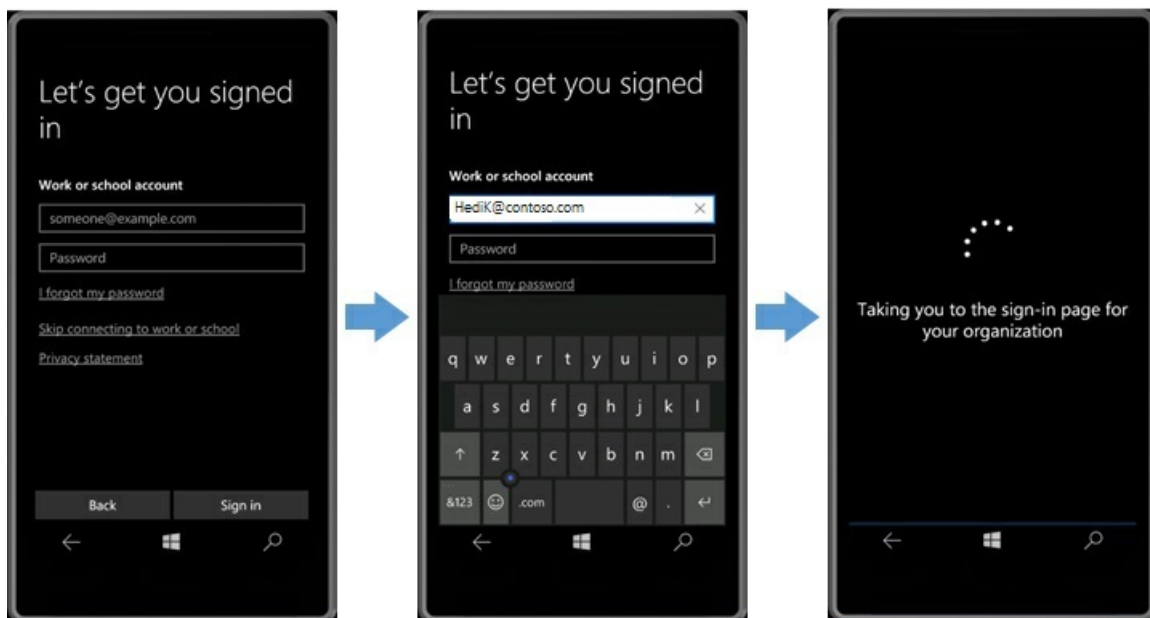 Let's get you signed
in
Work or school account
someone@example.com
Password
I forgot my password
Skip connecting to work or school
Privacy statement
Back Sign in
Let's get you signed
in
Work or school account
HediK@contoso.com
Password
I forgot my password
q w e r t y u i o p
a s d f g h j k l
z x c v b n m
&123 .com @ .
Taking you to the sign-in page for
your organization